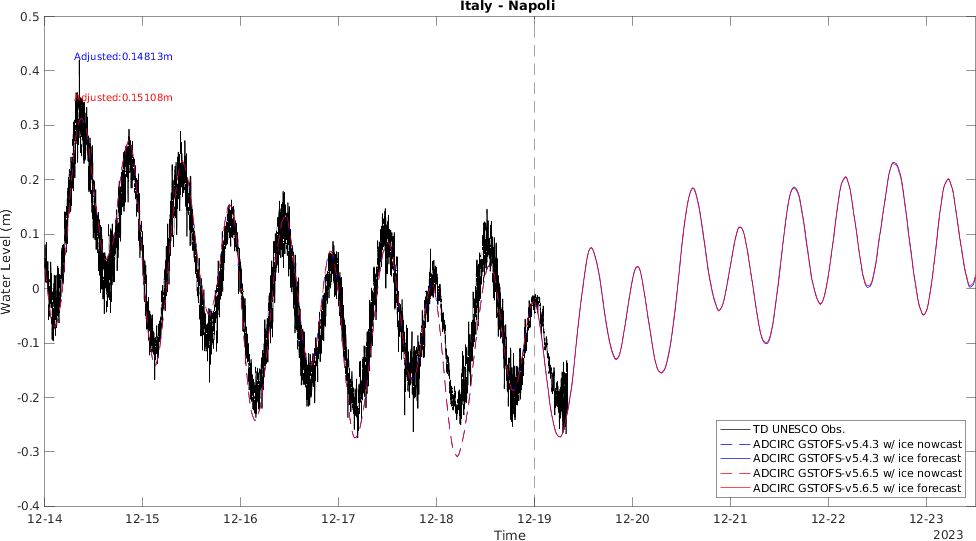 Italy - Napoli
Adjusted:0.14813m
Adjusted:0.15108m
Water Level (m)
0.5
0.4
0.3
0.2
0.1
0
-0.1
-0.2
-0.3
-0.4
TD UNESCO Obs.
ADCIRC GSTOFS-v5.4.3 w/ ice nowcast
ADCIRC GSTOFS-v5.4.3 w/ ice forecast
ADCIRC GSTOFS-v5.6.5 w/ ice nowcast
ADCIRC GSTOFS-v5.6.5 w/ ice forecast
12-14 12-15 12-16 12-17 12-18 12-19 12-20 12-21 12-22 12-23
Time
2023